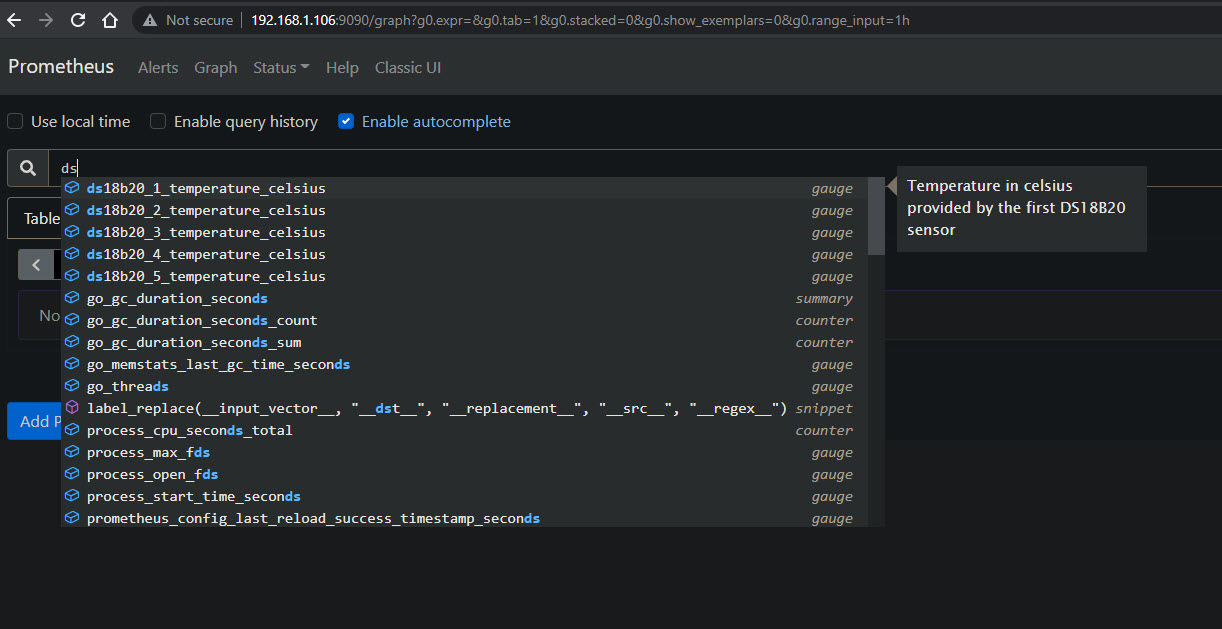 Not secure 192.168.1.106:9090/graph?g0.expr=&g0.tab=1&g0.stacked=0&g0.show_exemplars=0&g0.range_input=1h
Prometheus Alerts Graph Status Help Classic UI
Use local time Enable query history Enable autocomplete
ds
ds18b20_1_temperature_celsius gauge
ds18b20_2_temperature_celsius gauge
ds18b20_3_temperature_celsius gauge
ds18b20_4_temperature_celsius gauge
ds18b20_5_temperature_celsius gauge
go_gc_duration_seconds summary
go_gc_duration_seconds_count counter
go_gc_duration_seconds_sum counter
go_memstats_last_gc_time_seconds gauge
go_threads gauge
label_replace(__input_vector__, "__dst__", "__replacement__", "__src__", "__regex__") snippet
process_cpu_seconds_total counter
process_max_fds gauge
process_open_fds gauge
process_start_time_seconds gauge
prometheus_config_last_reload_success_timestamp_seconds gauge
Temperature in celsius
provided by the first DS18B20
sensor
Table
No
Add P